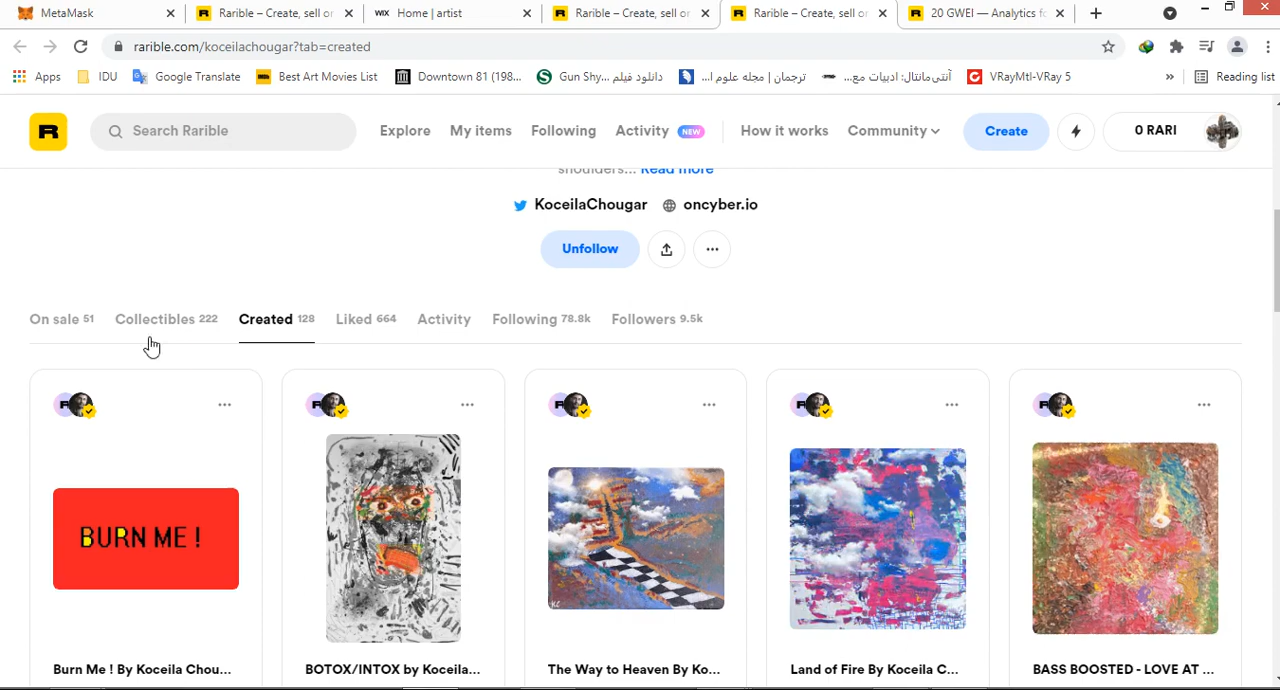 MetaMask
Rarible – Create, sell or
Home | artist
Rarible – Create, sell or
Rarible – Create, sell or
20 GWEI — Analytics fo
rarible.com/koceilachougar?tab=created
Apps
IDU
Google Translate
Best Art Movies List
Downtown 81 (198...
Gun Shy... دانلود فیلم
ترجمان | مجله علوم ا...
آنتی‌مانتال: ادبیات مع...
VRayMtl-VRay 5
»
Reading list
R
Search Rarible
Explore
My items
Following
Activity NEW
How it works
Community
Create
0 RARI
shoulders... Read more
KoceilaChougar
oncyber.io
Unfollow
On sale 51
Collectibles 222
Created 128
Liked 664
Activity
Following 78.8k
Followers 9.5k
BURN ME !
Burn Me ! By Koceila Chou...
BOTOX/INTOX by Koceila...
The Way to Heaven By Ko...
Land of Fire By Koceila C...
BASS BOOSTED - LOVE AT ...